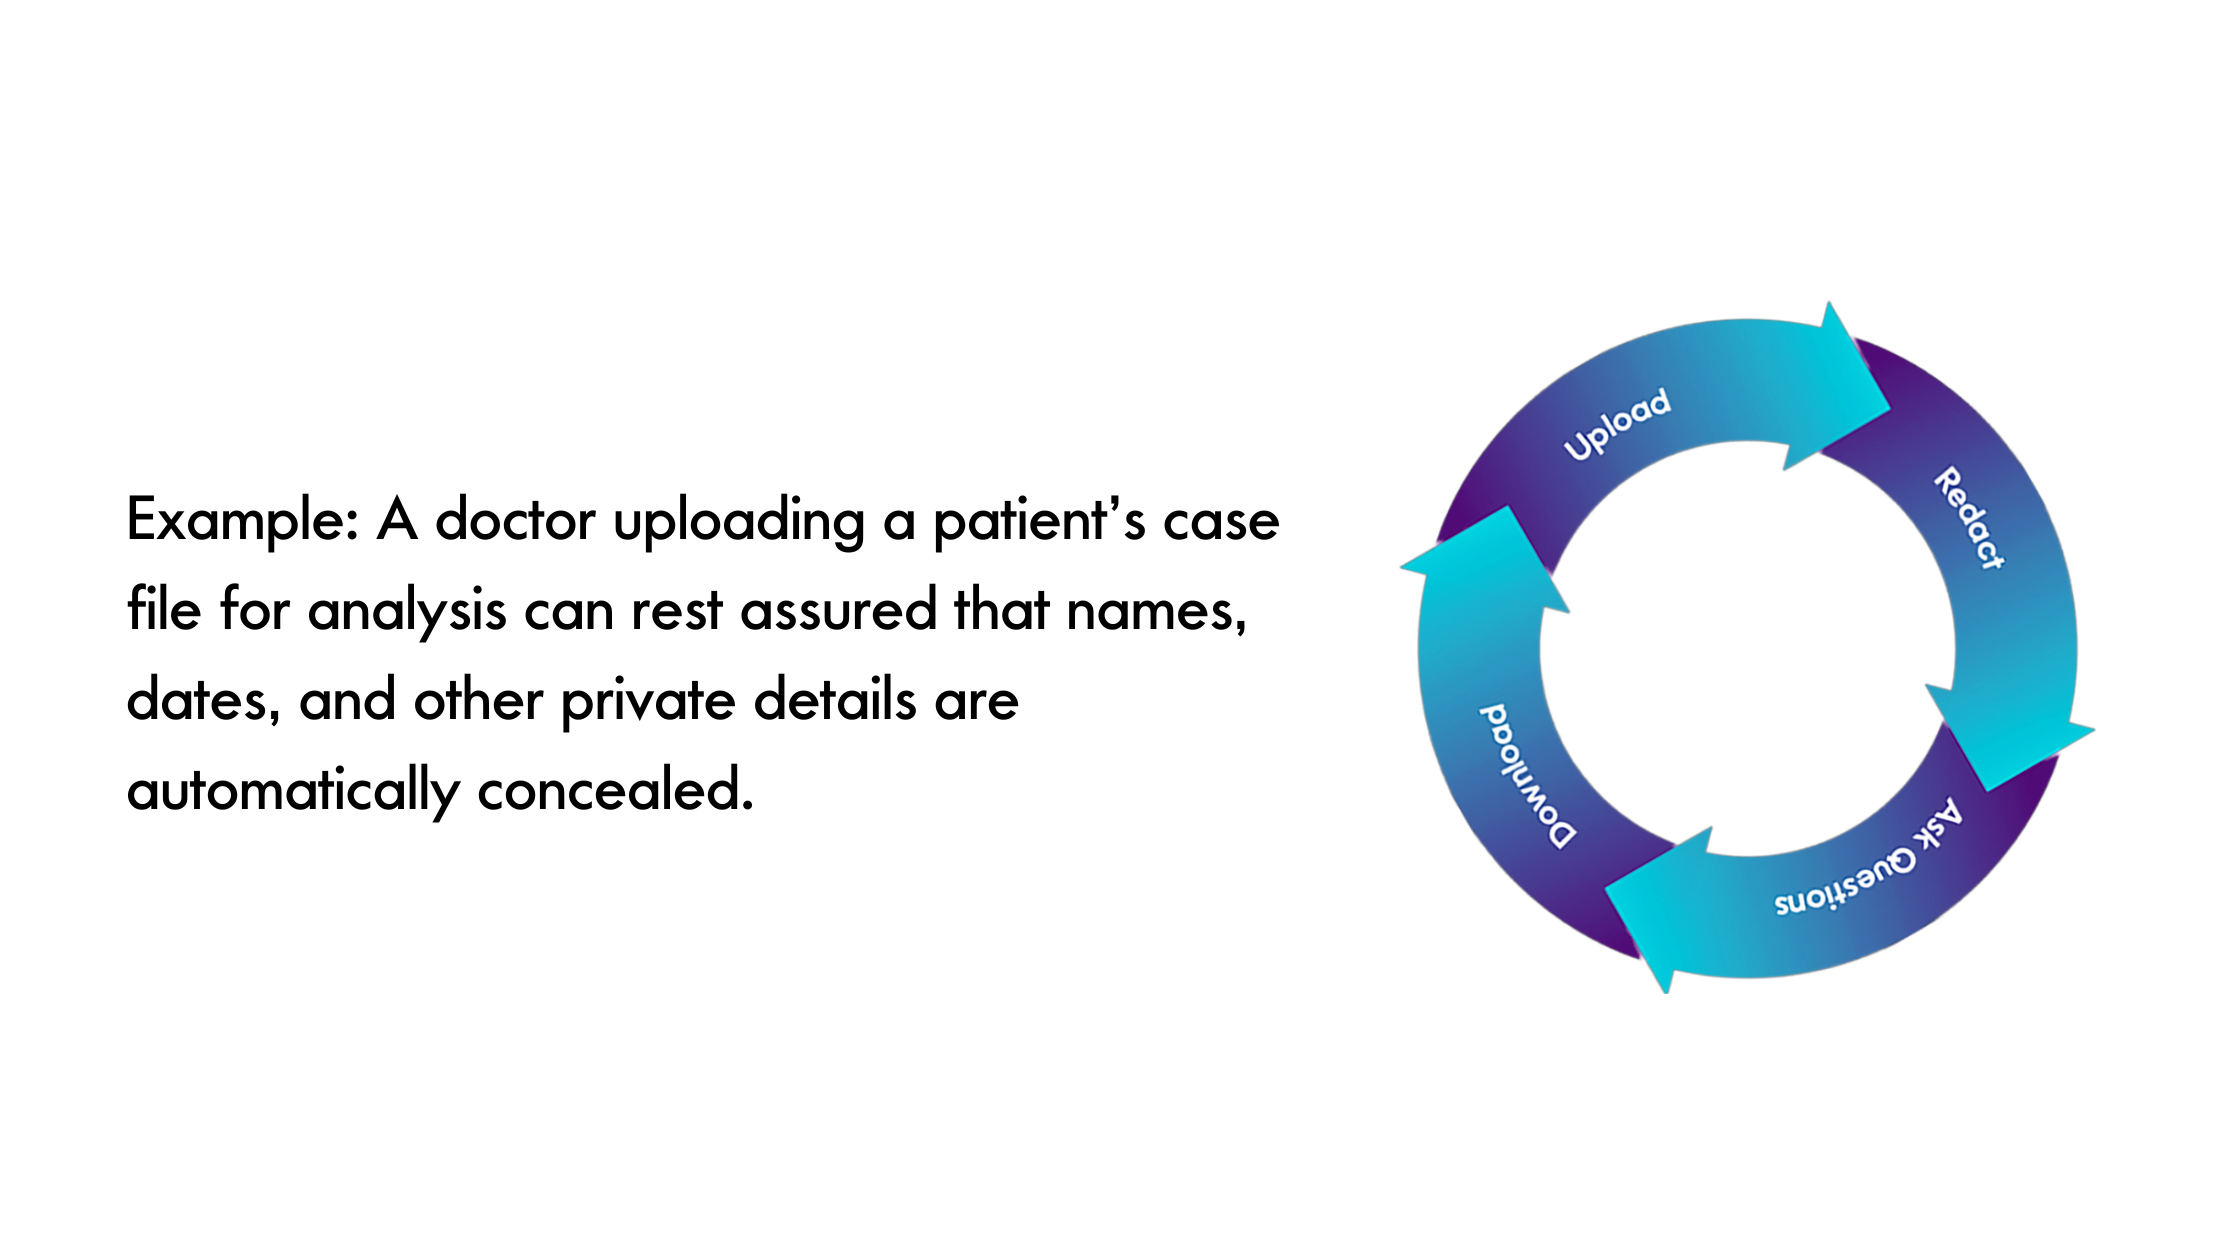 Example: A doctor uploading a patient’s case
file for analysis can rest assured that names,
dates, and other private details are
automatically concealed.
Upload
Redact
Ask Questions
Download